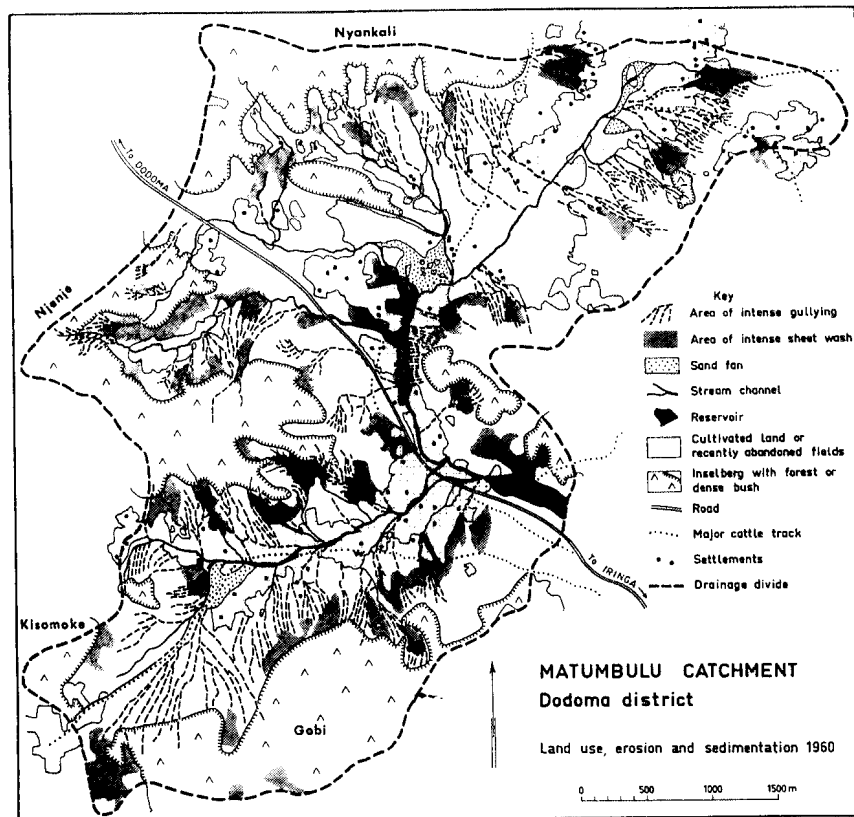 Nyankali
← To DODOMA
Njenje
Key
Area of intense gullying
Area of intense sheet wash
Sand fan
Stream channel
Reservoir
Cultivated land or
recently abandoned fields
Inselberg with forest or
dense bush
Road
Major cattle track
Settlements
Drainage divide
To IRINGA →
Kisomoke
Gobi
MATUMBULU CATCHMENT
Dodoma district
Land use, erosion and sedimentation 1960
0 500 1000 1500 m